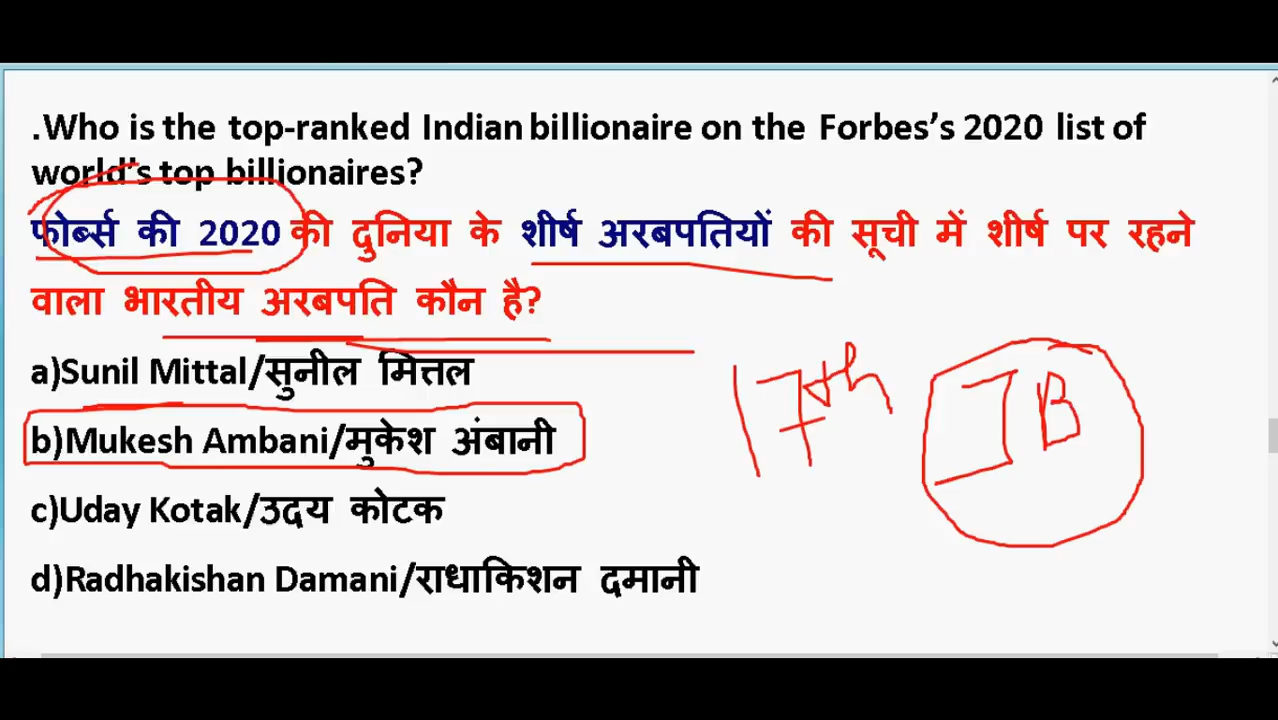 .Who is the top-ranked Indian billionaire on the Forbes’s 2020 list of
world’s top billionaires?
फोर्ब्स की 2020 की दुनिया के शीर्ष अरबपतियों की सूची में शीर्ष पर रहने
वाला भारतीय अरबपति कौन है?
a)Sunil Mittal/सुनील मित्तल
b)Mukesh Ambani/मुकेश अंबानी
17th
JB
c)Uday Kotak/उदय कोटक
d)Radhakishan Damani/राधाकिशन दमानी